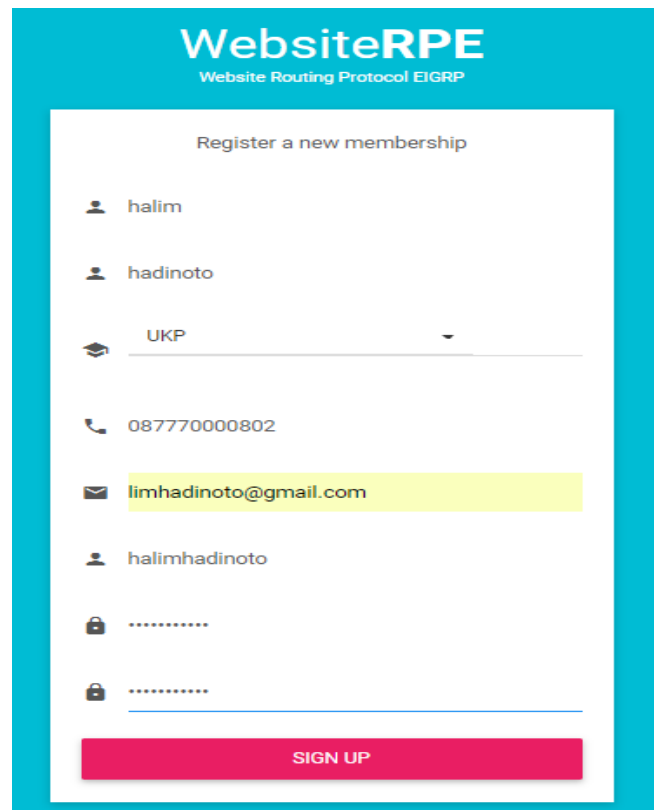 WebsiteRPE
Website Routing Protocol EIGRP
Register a new membership
halim
hadinoto
UKP
087770000802
limhadinoto@gmail.com
halimhadinoto
•••••••••••
•••••••••••
SIGN UP